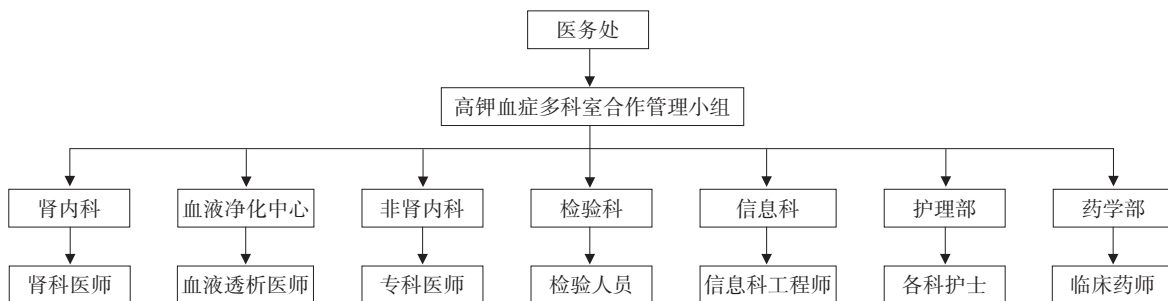 医务处
高钾血症多科室合作管理小组
肾内科 血液净化中心 非肾内科 检验科 信息科 护理部 药学部
肾科医师 血液透析医师 专科医师 检验人员 信息科工程师 各科护士 临床药师